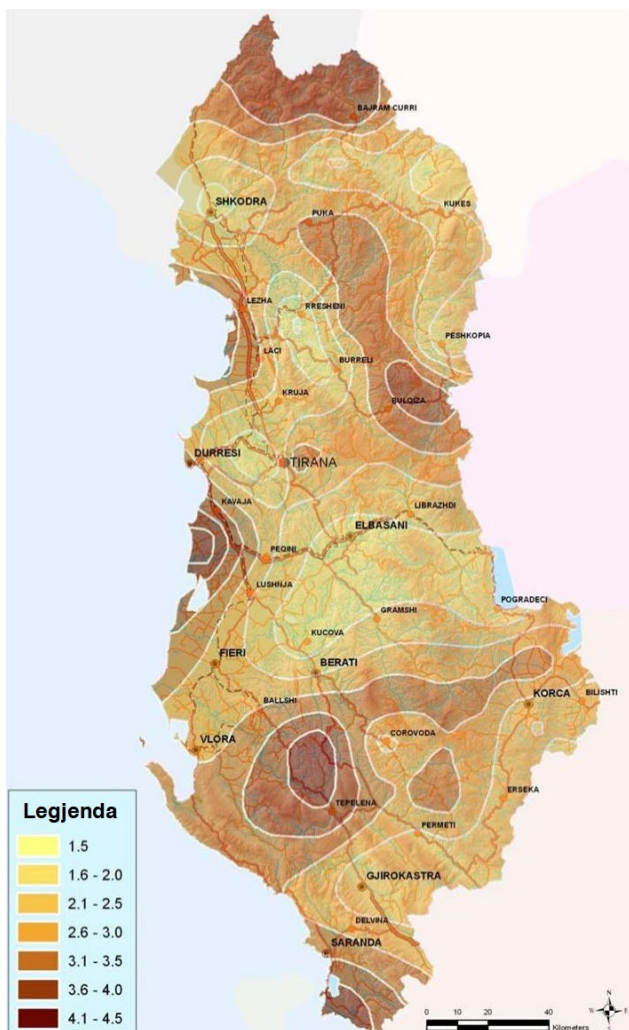 BAJRAM CURRI
SHKODRA
KUKES
PUKA
LEZHA
RRESHENI
PESHKOPIA
LACI
BURRELI
KRUJA
BULQIZA
DURRESI
TIRANA
KAVAJA
LIBRAZHDI
ELBASANI
PEQINI
LUSHNJA
POGRADECI
GRAMSHI
KUCOVA
FIERI
BERATI
KORCA
BILISHTI
BALLSHI
VLORA
COROVODA
ERSEKA
TEPELENA
PERMETI
GJIROKASTRA
DELVINA
SARANDA
Legjenda
1.5
1.6 - 2.0
2.1 - 2.5
2.6 - 3.0
3.1 - 3.5
3.6 - 4.0
4.1 - 4.5
N
W E
S
0 10 20 40
Kilometers